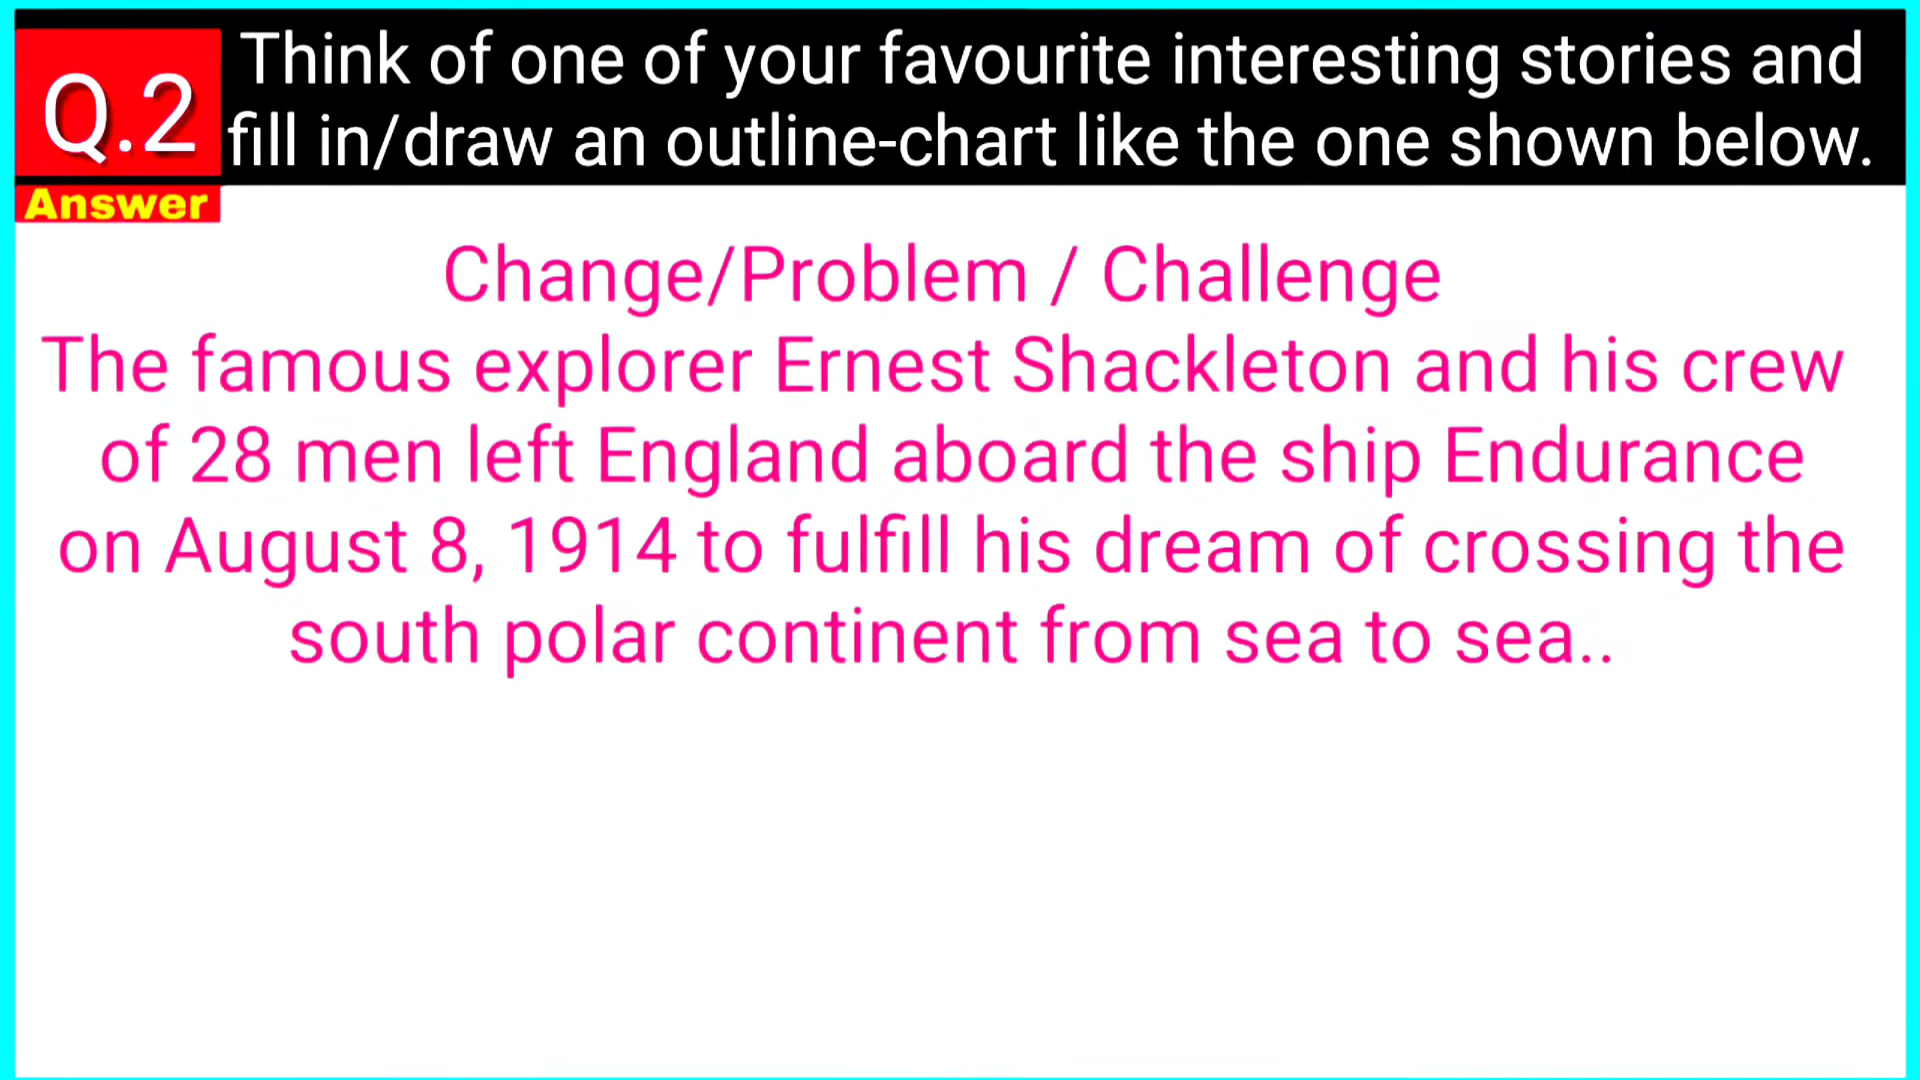 Q.2
Think of one of your favourite interesting stories and
fill in/draw an outline-chart like the one shown below.
Answer
Change/Problem / Challenge
The famous explorer Ernest Shackleton and his crew
of 28 men left England aboard the ship Endurance
on August 8, 1914 to fulfill his dream of crossing the
south polar continent from sea to sea..